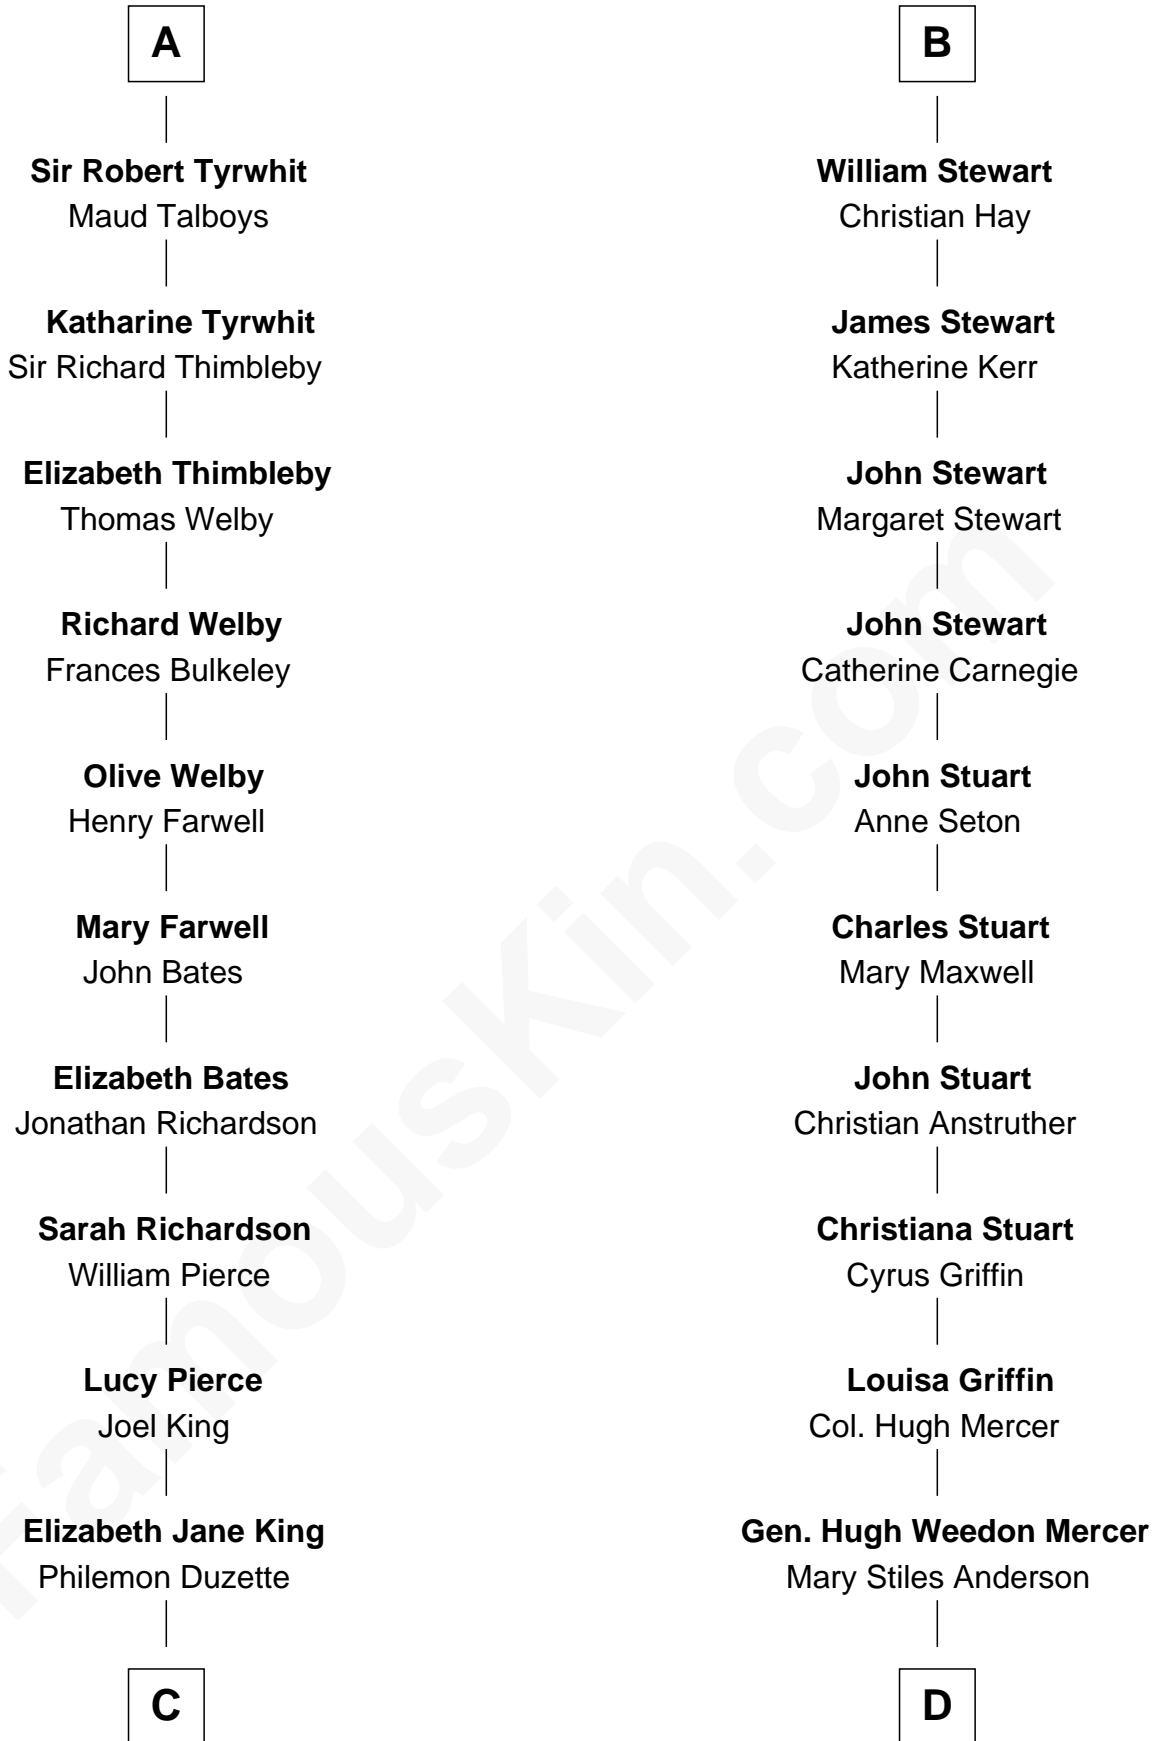 A
Sir Robert Tyrwhit
Maud Talboys
Katharine Tyrwhit
Sir Richard Thimbleby
Elizabeth Thimbleby
Thomas Welby
Richard Welby
Frances Bulkeley
Olive Welby
Henry Farwell
Mary Farwell
John Bates
Elizabeth Bates
Jonathan Richardson
Sarah Richardson
William Pierce
Lucy Pierce
Joel King
Elizabeth Jane King
Philemon Duzette
C
B
William Stewart
Christian Hay
James Stewart
Katherine Kerr
John Stewart
Margaret Stewart
John Stewart
Catherine Carnegie
John Stuart
Anne Seton
Charles Stuart
Mary Maxwell
John Stuart
Christian Anstruther
Christiana Stuart
Cyrus Griffin
Louisa Griffin
Col. Hugh Mercer
Gen. Hugh Weedon Mercer
Mary Stiles Anderson
D
FamousKin.com